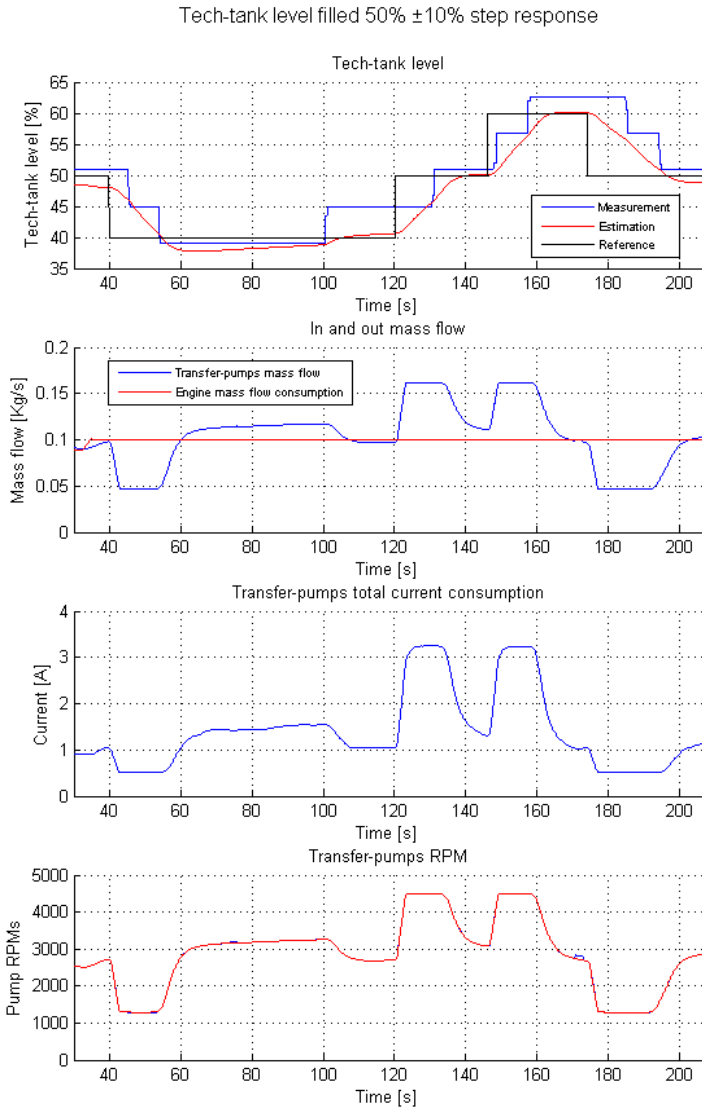 Tech-tank level filled 50% ±10% step response
Tech-tank level
Tech-tank level [%]
65
60
55
50
45
40
35
40 60 80 100 120 140 160 180 200
Time [s]
Measurement
Estimation
Reference
In and out mass flow
Mass flow [Kg/s]
0.2
0.15
0.1
0.05
0
40 60 80 100 120 140 160 180 200
Time [s]
Transfer-pumps mass flow
Engine mass flow consumption
Transfer-pumps total current consumption
Current [A]
4
3
2
1
0
40 60 80 100 120 140 160 180 200
Time [s]
Transfer-pumps RPM
Pump RPMs
5000
4000
3000
2000
1000
0
40 60 80 100 120 140 160 180 200
Time [s]